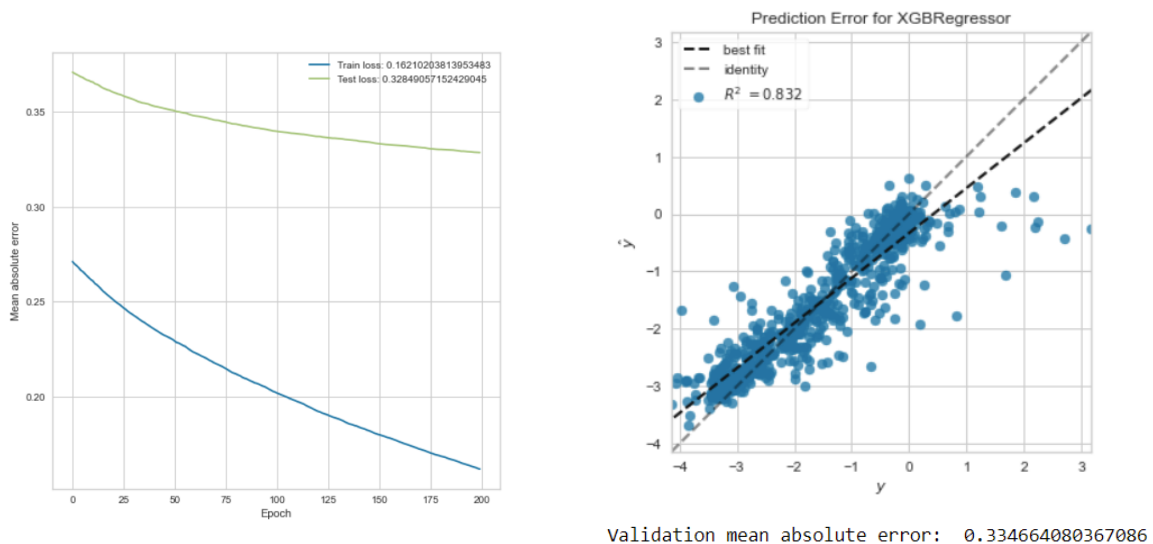 Train loss: 0.16210203813953483
Test loss: 0.32849057152429045
0.35
0.30
0.25
0.20
Mean absolute error
0
25
50
75
100
125
150
175
200
Epoch
Prediction Error for XGBRegressor
best fit
identity
R² = 0.832
3
2
1
0
−1
−2
−3
−4
ŷ
−4
−3
−2
−1
0
1
2
3
y
Validation mean absolute error: 0.334664080367086